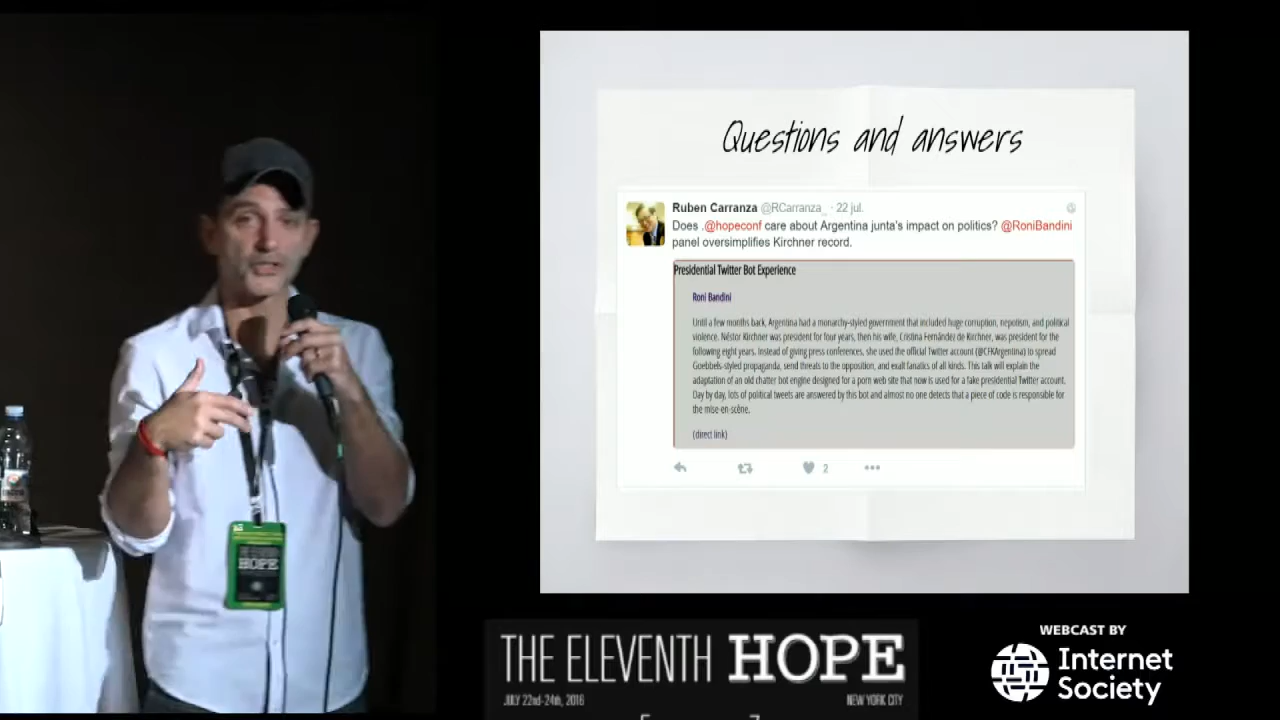 Questions and answers
Ruben Carranza @RCarranza_ · 22 jul.
Does .@hopeconf care about Argentina junta's impact on politics? @RoniBandini
panel oversimplifies Kirchner record.
Presidential Twitter Bot Experience
Roni Bandini
Until a few months back, Argentina had a monarchy-styled government that included huge corruption, nepotism, and political
violence. Néstor Kirchner was president for four years, then his wife, Cristina Fernández de Kirchner, was president for the
following eight years. Instead of giving press conferences, she used the official Twitter account (@CFKArgentina) to spread
Goebbels-styled propaganda, send threats to the opposition, and exalt fanatics of all kinds. This talk will explain the
adaptation of an old chatter bot engine designed for a porn web site that now is used for a fake presidential Twitter account.
Day by day, lots of political tweets are answered by this bot and almost no one detects that a piece of code is responsible for
the mise-en-scène.
(direct link)
2
HOPE
THE ELEVENTH HOPE
JULY 22nd-24th, 2016 NEW YORK CITY
WEBCAST BY
Internet
Society